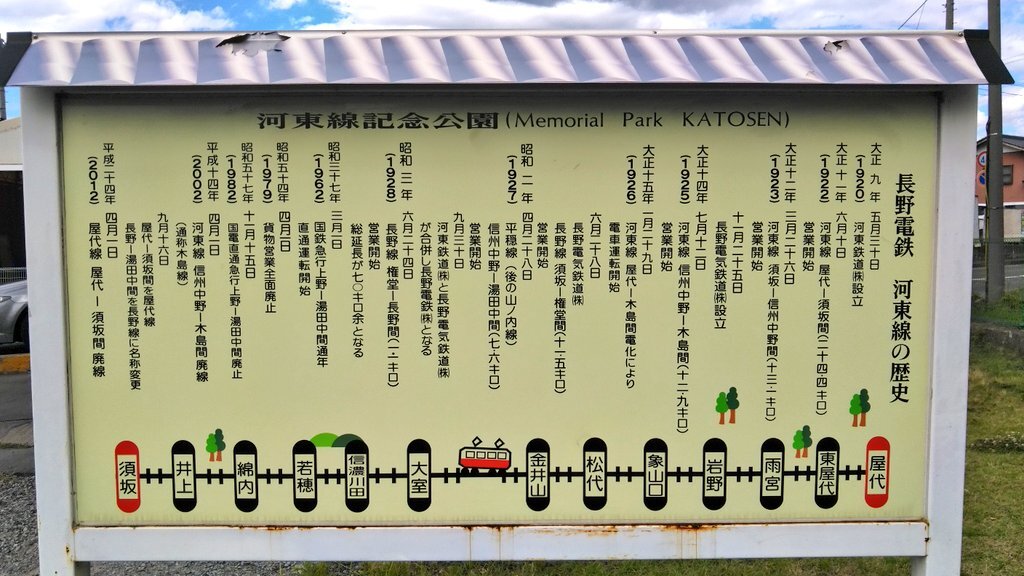 河東線記念公園(Memorial Park KATOSEN)
長野電鉄 河東線の歴史
大正 九 年 五月三十日
(1920) 河東鉄道㈱設立
大正十一年 六月十日
(1922) 河東線 屋代ー須坂間(二十四・四キロ)
営業開始
大正十二年 三月二十六日
(1923) 河東線 須坂ー信州中野間(十三・一キロ)
営業開始
十一月二十五日
長野電気鉄道㈱設立
大正十四年 七月十二日
(1925) 河東線 信州中野ー木島間(十二・九キロ)
営業開始
大正十五年 一月二十九日
(1926) 河東線 屋代ー木島間電化により
電車運転開始
六月二十八日
長野電気鉄道㈱
長野線 須坂ー権堂間(十一・五キロ)
営業開始
昭和 二 年 四月二十八日
(1927) 平穏線(後の山ノ内線)
信州中野ー湯田中間(七・六キロ)
営業開始
九月三十日
河東鉄道㈱と長野電気鉄道㈱
が合併し長野電鉄㈱となる
昭和 三 年 六月二十四日
(1928) 長野線 権堂ー長野間(一・一キロ)
営業開始
総延長が七〇キロ余となる
昭和三十七年 三月一日
(1962) 国鉄急行上野ー湯田中間通年
直通運転開始
昭和五十四年 四月一日
(1979) 貨物営業全面廃止
昭和五十七年 十一月十五日
(1982) 国電直通急行上野ー湯田中間廃止
平成十四年 四月一日
(2002) 河東線 信州中野ー木島間 廃線
(通称木島線)
九月十八日
屋代ー須坂間を屋代線
長野ー湯田中間を長野線に名称変更
平成二十四年 四月一日
(2012) 屋代線 屋代ー須坂間 廃線
須坂
井上
綿内
若穂
信濃川田
大室
金井山
松代
象山口
岩野
雨宮
東屋代
屋代